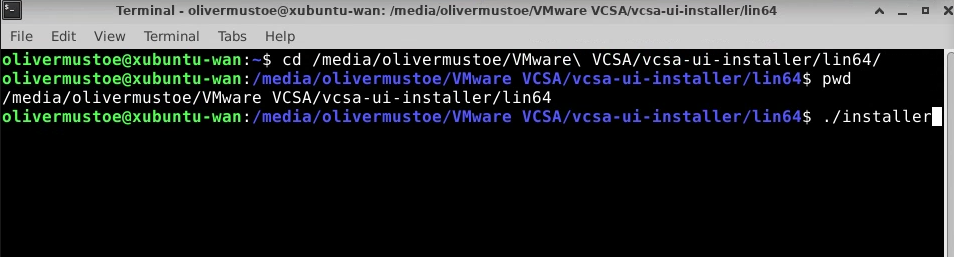 Terminal - olivermustoe@xubuntu-wan: /media/olivermustoe/VMware VCSA/vcsa-ui-installer/lin64
File Edit View Terminal Tabs Help
olivermustoe@xubuntu-wan:~$ cd /media/olivermustoe/VMware\ VCSA/vcsa-ui-installer/lin64/
olivermustoe@xubuntu-wan:/media/olivermustoe/VMware VCSA/vcsa-ui-installer/lin64$ pwd
/media/olivermustoe/VMware VCSA/vcsa-ui-installer/lin64
olivermustoe@xubuntu-wan:/media/olivermustoe/VMware VCSA/vcsa-ui-installer/lin64$ ./installer